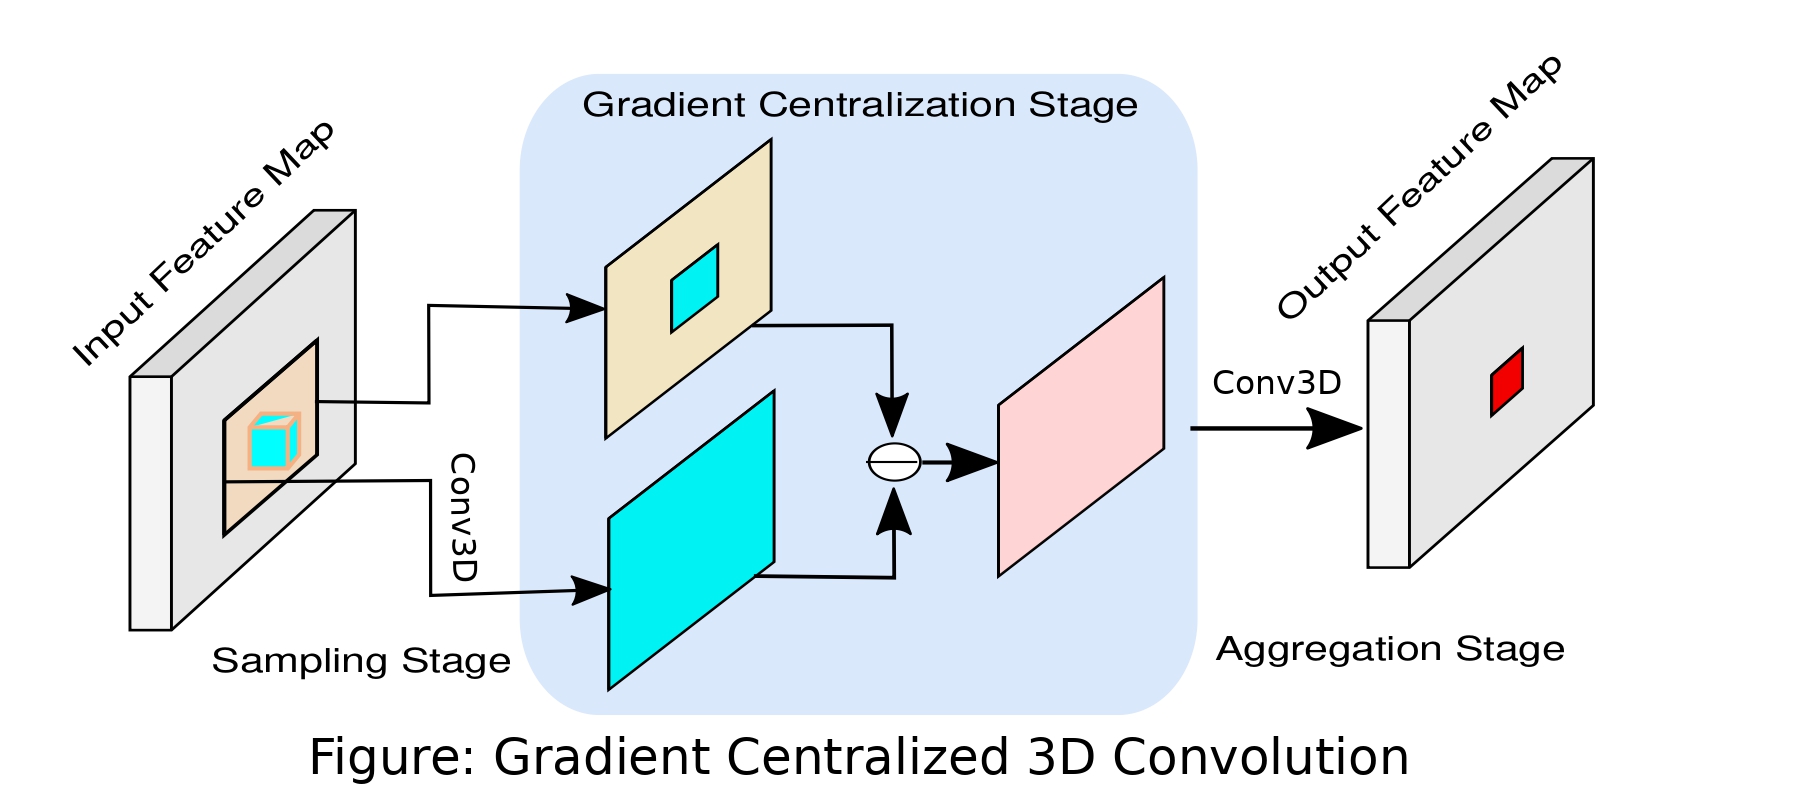 Gradient Centralization Stage
Input Feature Map
Output Feature Map
Conv3D
Conv3D
Sampling Stage
Aggregation Stage
Figure: Gradient Centralized 3D Convolution